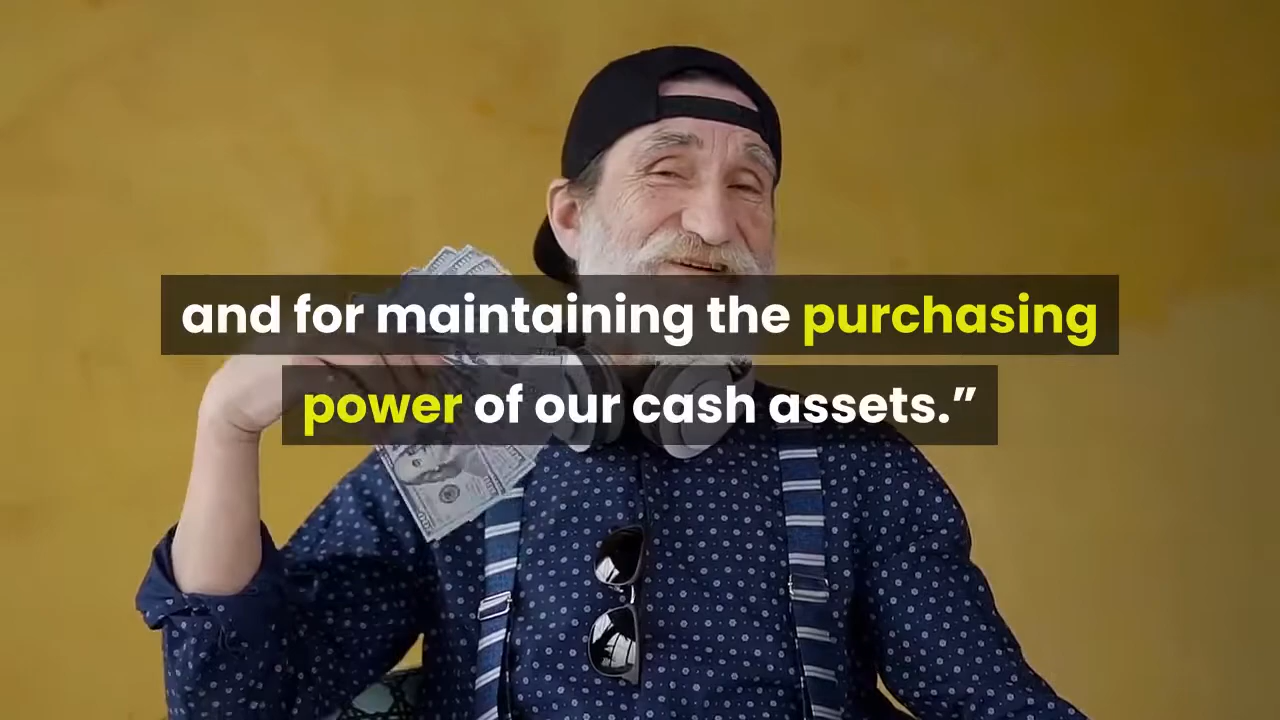 and for maintaining the purchasing
power of our cash assets.”